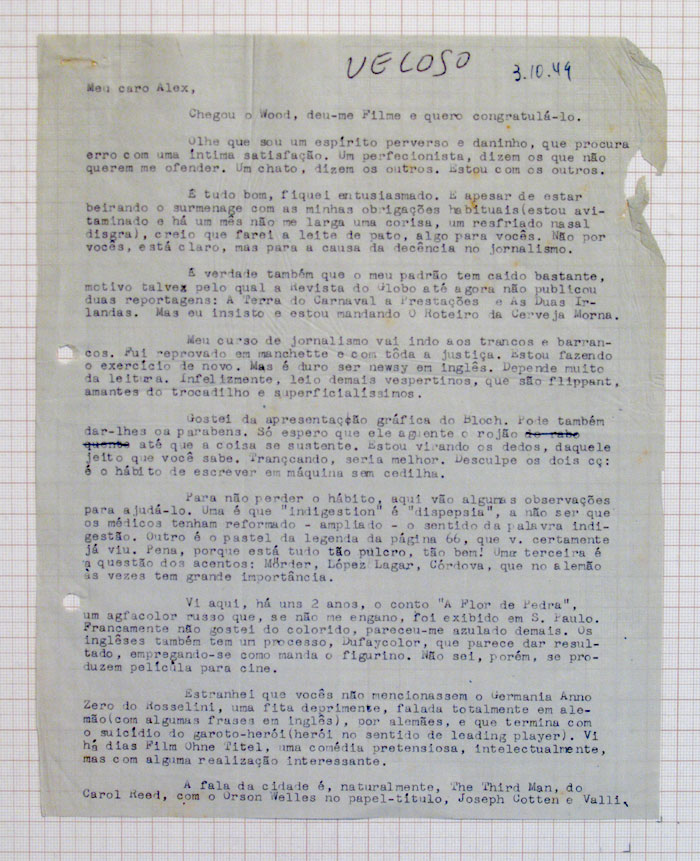 VELOSO
3.10.49
Meu caro Alex,
Chegou o Wood, deu-me Filme e quero congratulá-lo.
Olhe que sou um espírito perverso e daninho, que procura
erro com uma íntima satisfação. Um perfecionista, dizem os que não
querem me ofender. Um chato, dizem os outros. Estou com os outros.
É tudo bom, fiquei entusiasmado. E apesar de estar
beirando o surmenage com as minhas obrigações habituais(estou avi-
taminado e há um mês não me larga uma corisa, um resfriado nasal
disgra), creio que farei a leite de pato, algo para vocês. Não por
vocês, está claro, mas para a causa da decência no jornalismo.
É verdade também que o meu padrão tem caido bastante,
motivo talvez pelo qual a Revista do Globo até agora não publicou
duas reportagens: A Terra do Carnaval a Prestações e As Duas Ir-
landas. Mas eu insisto e estou mandando O Roteiro da Cerveja Morna.
Meu curso de jornalismo vai indo aos trancos e barran-
cos. Fui reprovado em manchette e com tôda a justiça. Estou fazendo
o exercício de novo. Mas é duro ser newsy em inglês. Depende muito
da leitura. Infelizmente, leio demais vespertinos, que são flippant,
amantes do trocadilho e superficialíssimos.
Gostei da apresentacção gráfica do Bloch. Pode também
dar-lhes oa parabens. Só espero que ele aguente o rojão de rabo
quente até que a coisa se sustente. Estou virando os dedos, daquele
jeito que você sabe. Trançcando, seria melhor. Desculpe os dois cç:
é o hábito de escrever em máquina sem cedilha.
Para não perder o hábito, aqui vão algumas observações
para ajudá-lo. Uma é que "indigestion" é "dispepsia", a não ser que
os médicos tenham reformado - ampliado - o sentido da palavra indi-
gestão. Outro é o pastel da legenda da página 66, que v. certamente
já viu. Pena, porque está tudo tão pulcro, tão bem! Uma terceira é
a questão dos acentos: Mörder, López Lagar, Córdova, que no alemão
às vezes tem grande importância.
Vi aqui, há uns 2 anos, o conto "A Flor de Pedra",
um agfacolor russo que, se não me engano, foi exibido em S. Paulo.
Francamente não gostei do colorido, pareceu-me azulado demais. Os
inglêses também tem um processo, Dufaycolor, que parece dar resul-
tado, empregando-se como manda o figurino. Não sei, porém, se pro-
duzem película para cine.
Estranhei que vocês não mencionassem o Germania Anno
Zero do Rosselini, uma fita deprimente, falada totalmente em ale-
mão(com algumas frases em inglês), por alemães, e que termina com
o suicídio do garoto-herói(herói no sentido de leading player). Vi
há dias Film Ohne Titel, uma comédia pretensiosa, intelectualmente,
mas com alguma realização interessante.
A fala da cidade é, naturalmente, The Third Man, do
Carol Reed, com o Orson Welles no papel-título, Joseph Cotten e Valli,